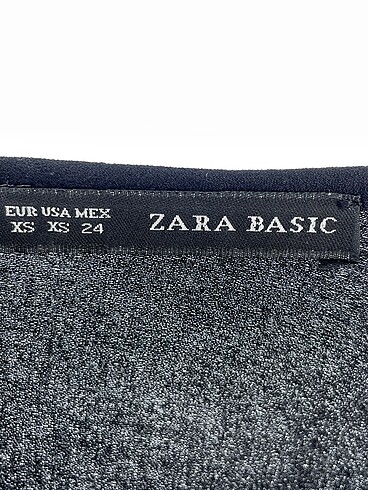 EUR USA MEX
XS XS 24
ZARA BASIC